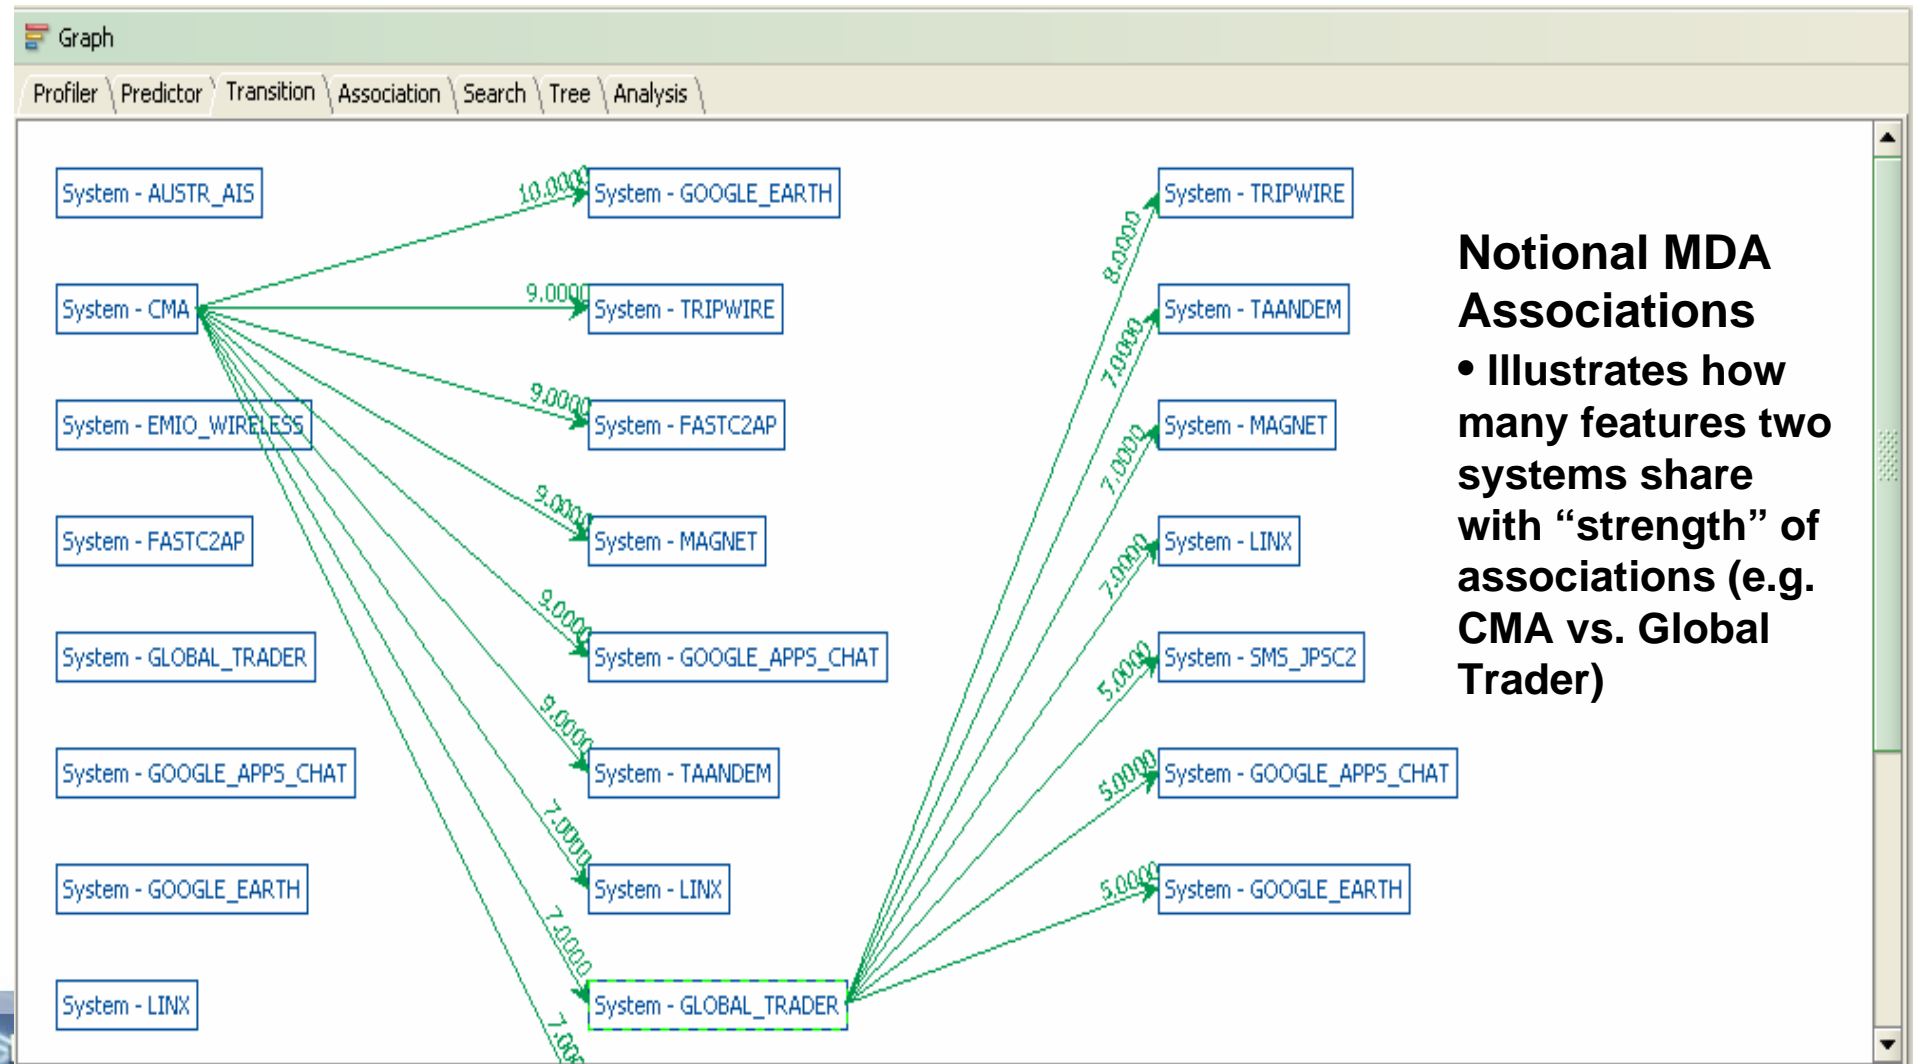 Graph
Profiler Predictor Transition Association Search Tree Analysis
System - AUSTR_AIS
System - CMA
System - EMIO_WIRELESS
System - FASTC2AP
System - GLOBAL_TRADER
System - GOOGLE_APPS_CHAT
System - GOOGLE_EARTH
System - LINX
10.0000
9.0000
9.0000
9.0000
9.0000
9.0000
7.0000
7.0000
System - GOOGLE_EARTH
System - TRIPWIRE
System - FASTC2AP
System - MAGNET
System - GOOGLE_APPS_CHAT
System - TAANDEM
System - LINX
System - GLOBAL_TRADER
8.0000
7.0000
7.0000
7.0000
5.0000
5.0000
5.0000
System - TRIPWIRE
System - TAANDEM
System - MAGNET
System - LINX
System - SMS_JPSC2
System - GOOGLE_APPS_CHAT
System - GOOGLE_EARTH
Notional MDA
Associations
• Illustrates how
many features two
systems share
with “strength” of
associations (e.g.
CMA vs. Global
Trader)